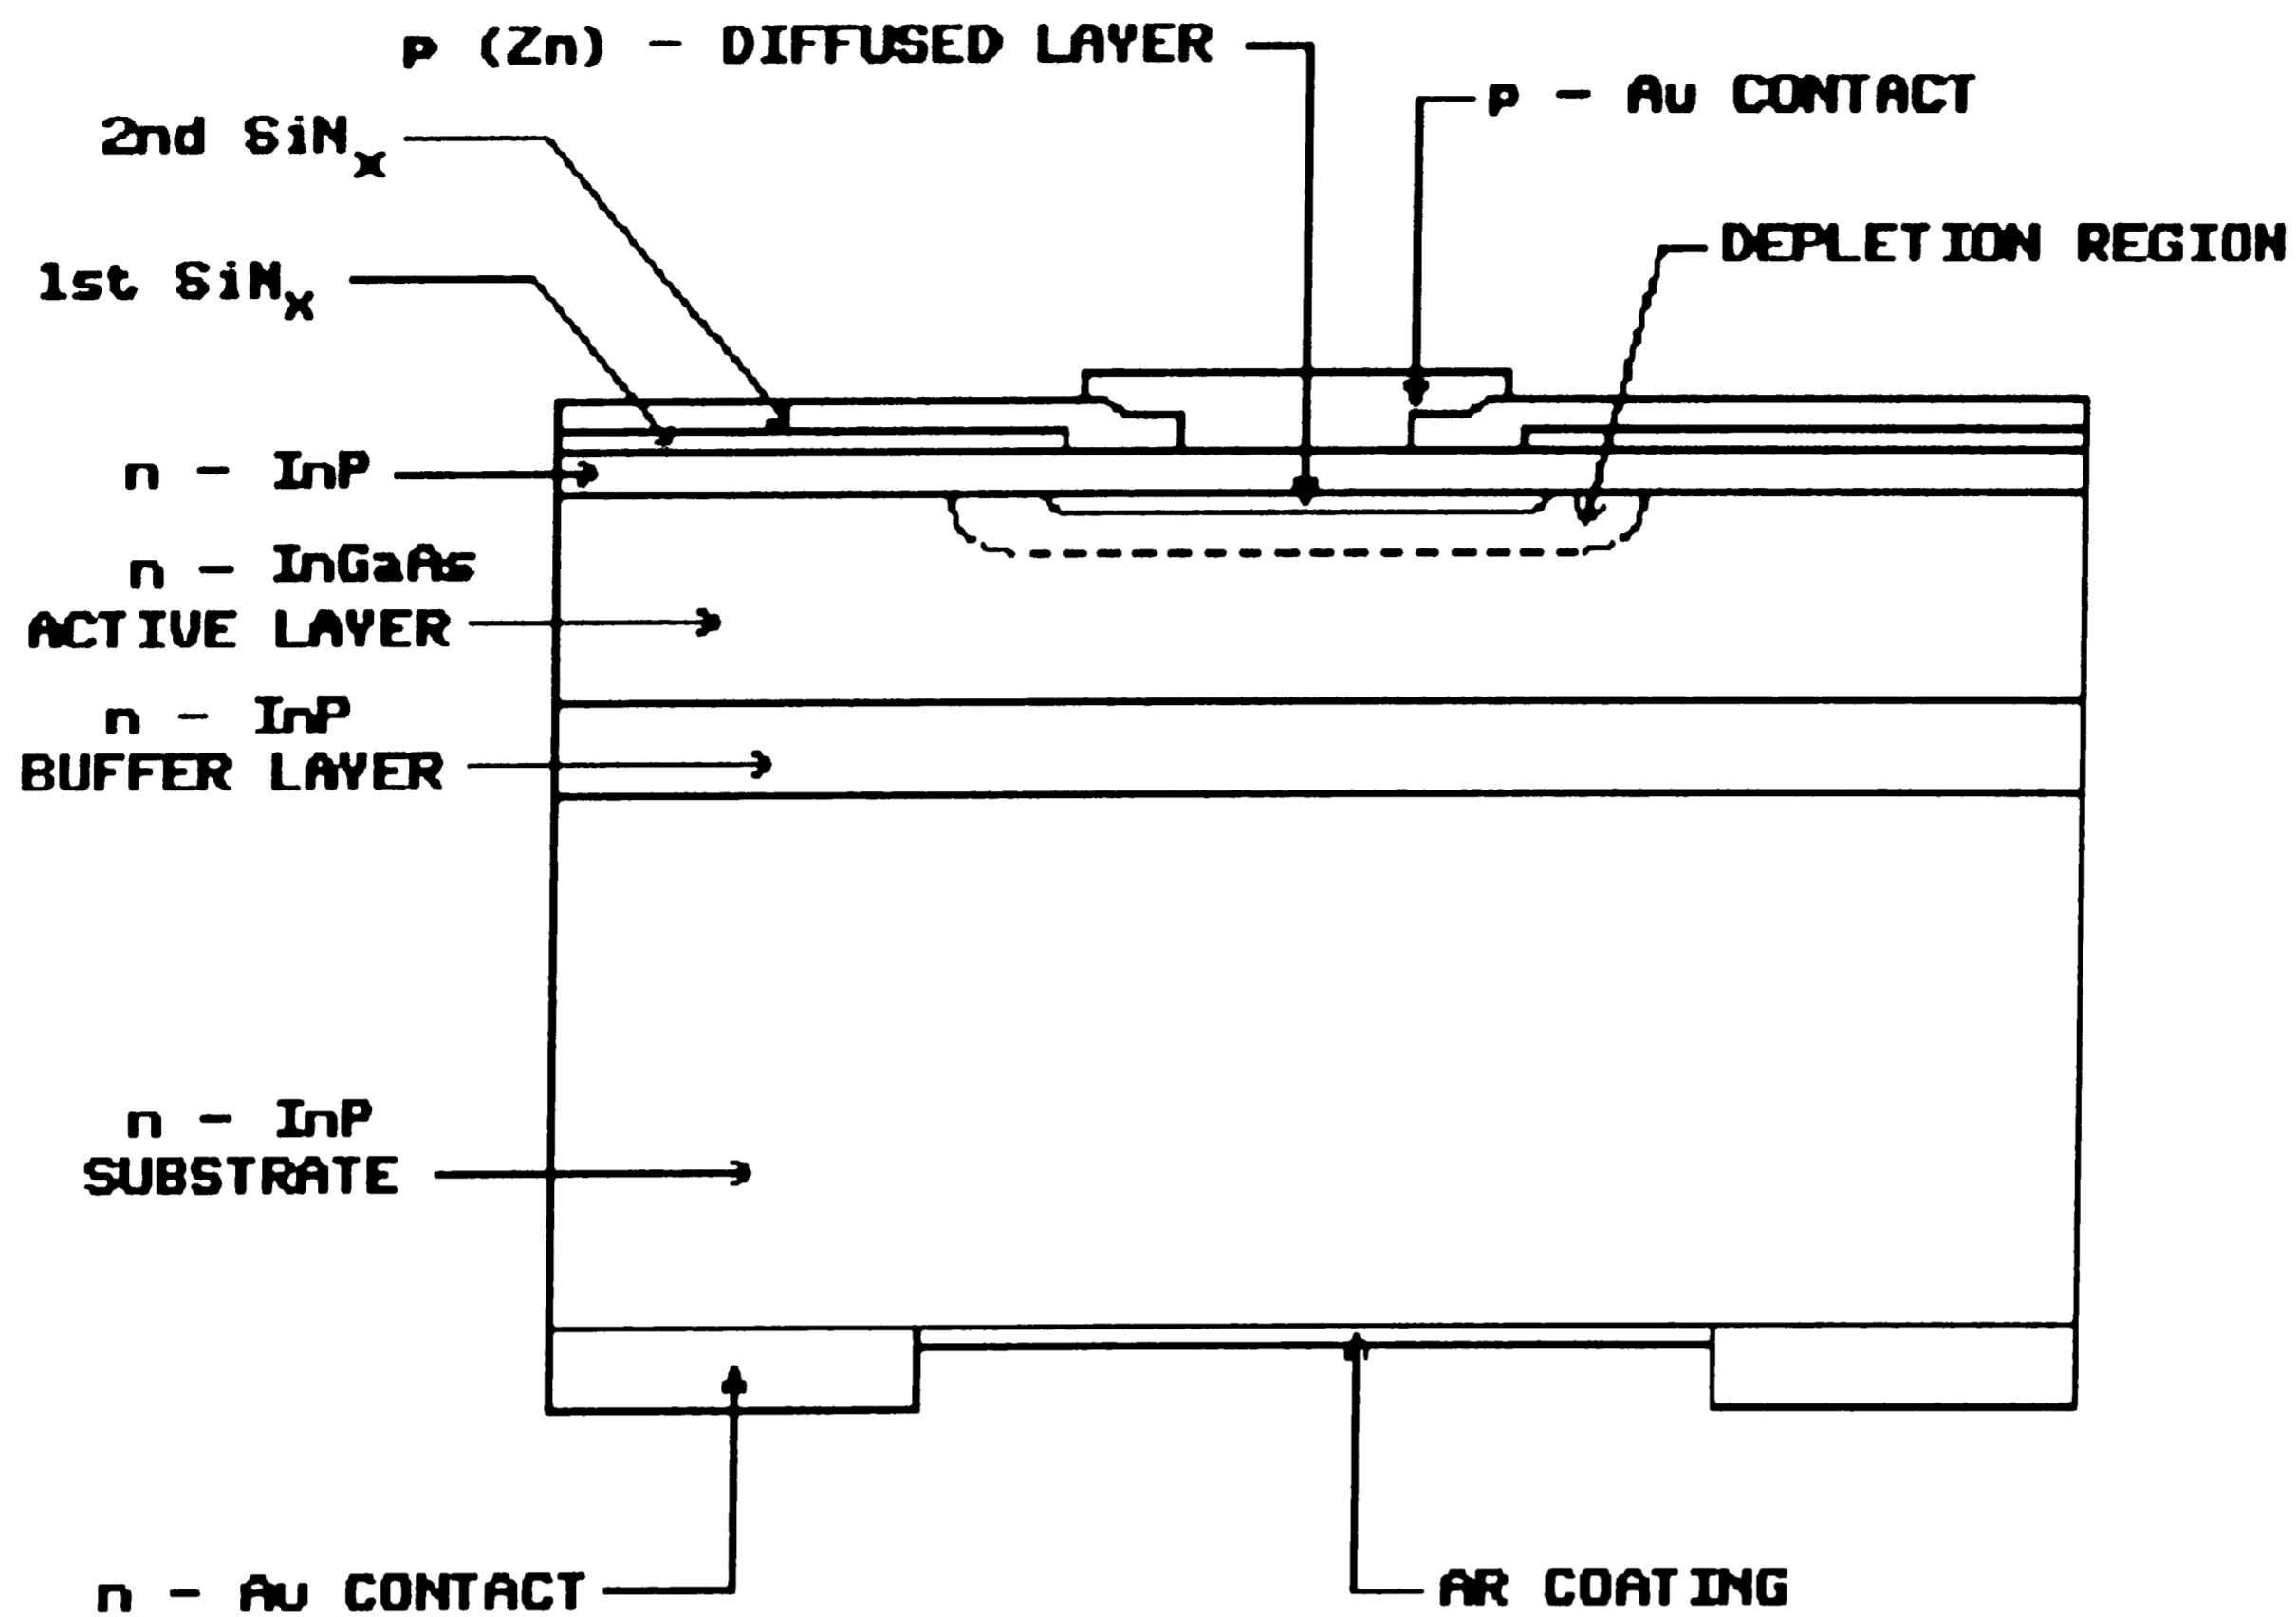 p (Zn) - DIFFUSED LAYER
p - Au CONTACT
2nd SiNx
DEPLETION REGION
1st SiNx
n - InP
n - InGaAs
ACTIVE LAYER
n - InP
BUFFER LAYER
n - InP
SUBSTRATE
n - Au CONTACT
AR COATING